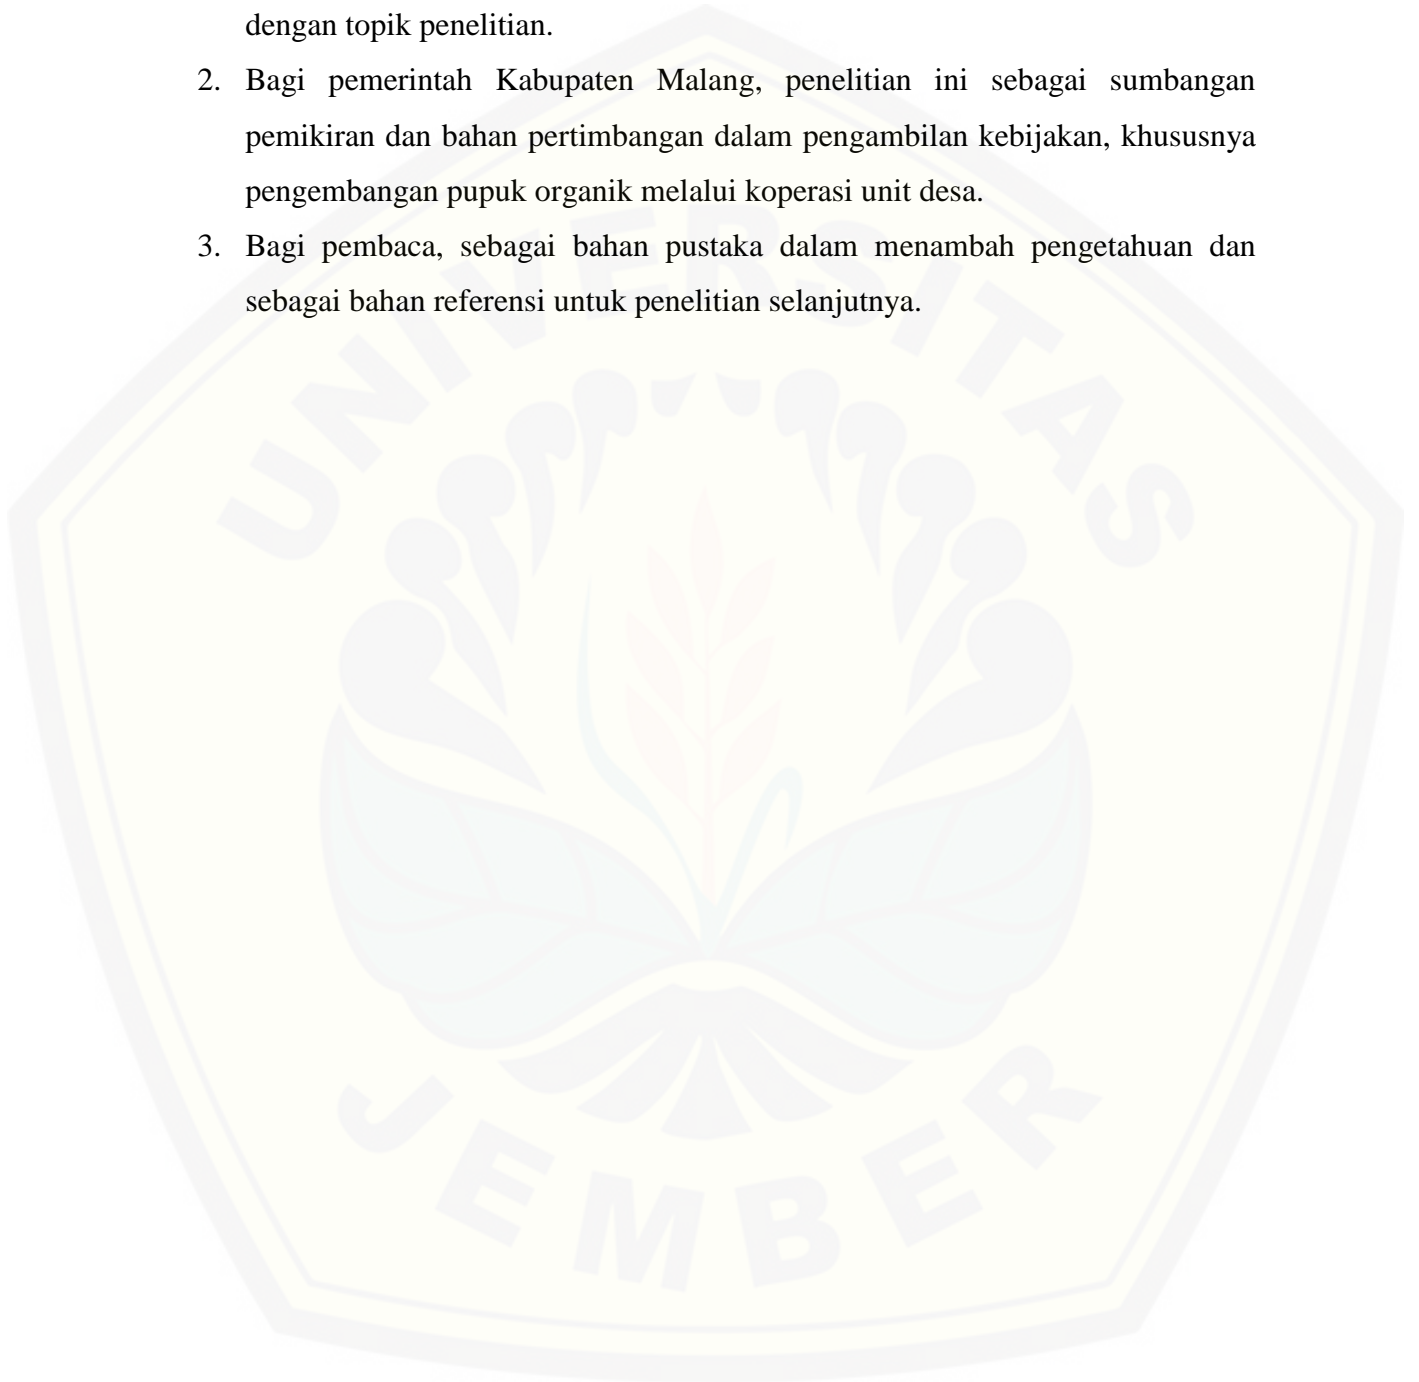 dengan topik penelitian.
2. Bagi pemerintah Kabupaten Malang, penelitian ini sebagai sumbangan
pemikiran dan bahan pertimbangan dalam pengambilan kebijakan, khususnya
pengembangan pupuk organik melalui koperasi unit desa.
3. Bagi pembaca, sebagai bahan pustaka dalam menambah pengetahuan dan
sebagai bahan referensi untuk penelitian selanjutnya.
UNIVERSITAS
JEMBER